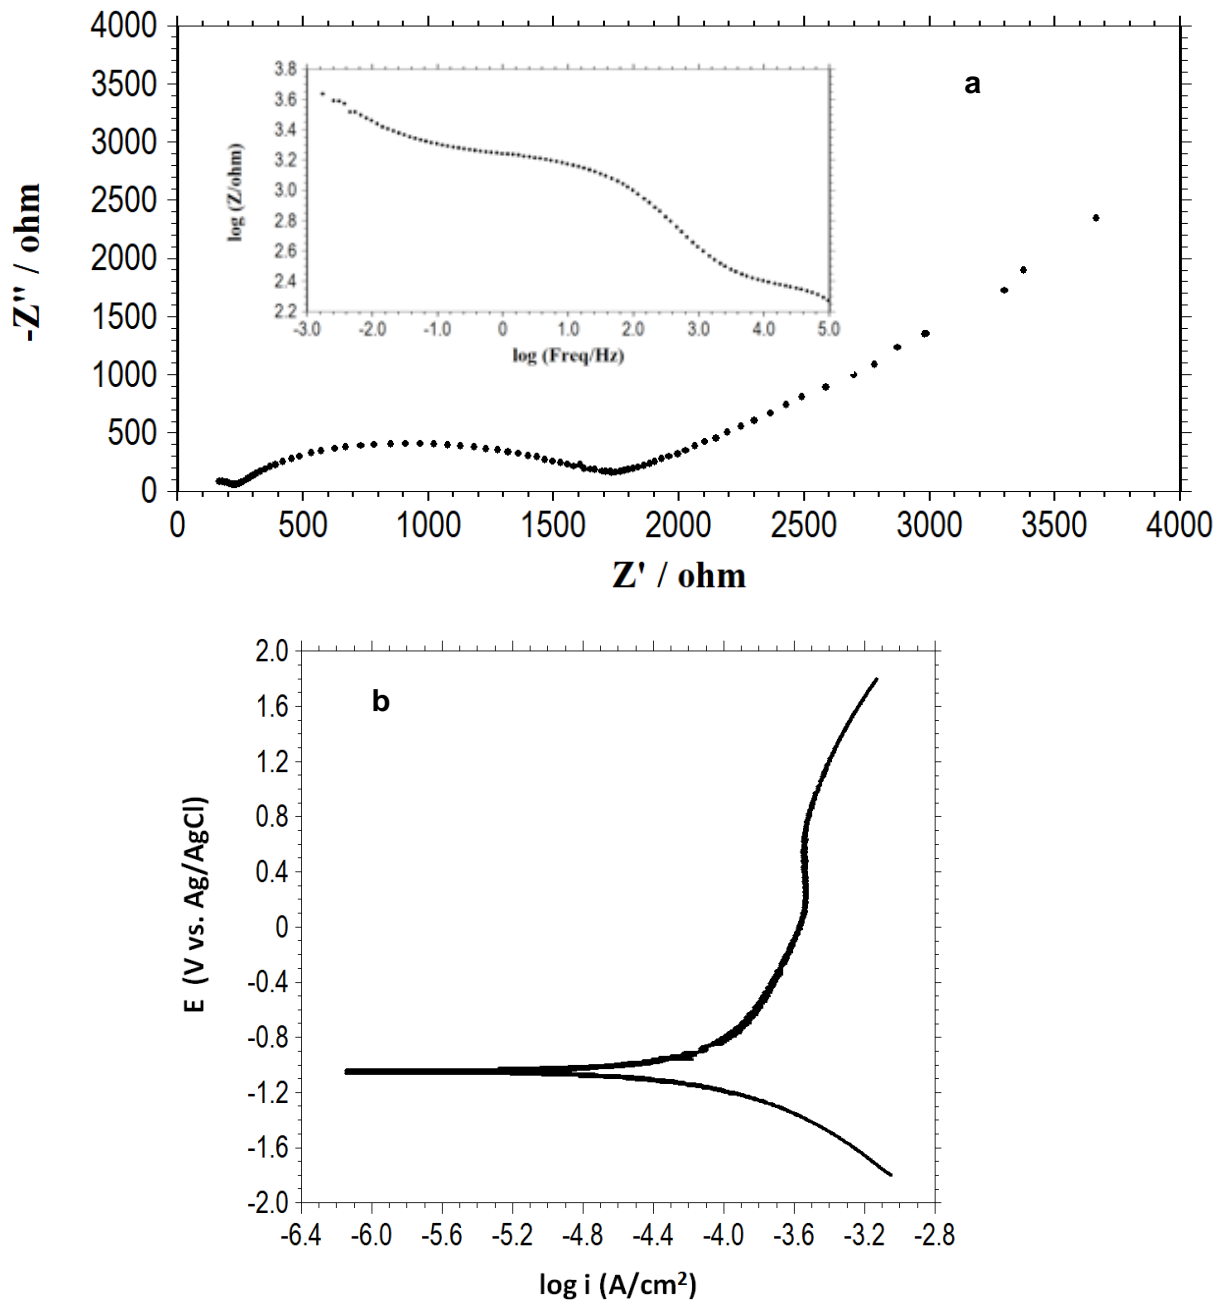 4000
3500
3000
2500
2000
1500
1000
500
0
-Z'' / ohm
a
3.8
3.6
3.4
3.2
3.0
2.8
2.6
2.4
2.2
log (Z/ohm)
-3.0 -2.0 -1.0 0 1.0 2.0 3.0 4.0 5.0
log (Freq/Hz)
0 500 1000 1500 2000 2500 3000 3500 4000
Z' / ohm
b
2.0
1.6
1.2
0.8
0.4
0
-0.4
-0.8
-1.2
-1.6
-2.0
E (V vs. Ag/AgCl)
-6.4 -6.0 -5.6 -5.2 -4.8 -4.4 -4.0 -3.6 -3.2 -2.8
log i (A/cm²)